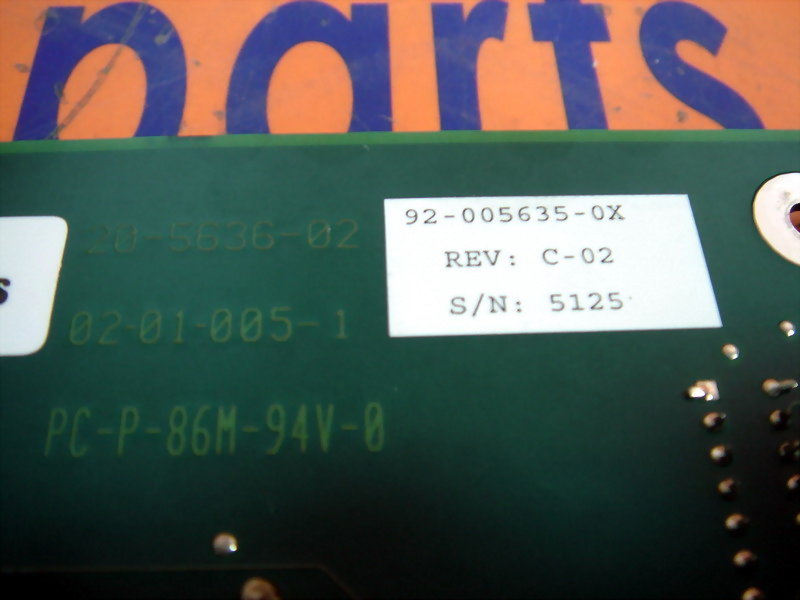 parts
20-5636-02
92-005635-0X
REV: C-02
S/N: 5125
s
02-01-005-1
PC-P-86M-94V-0